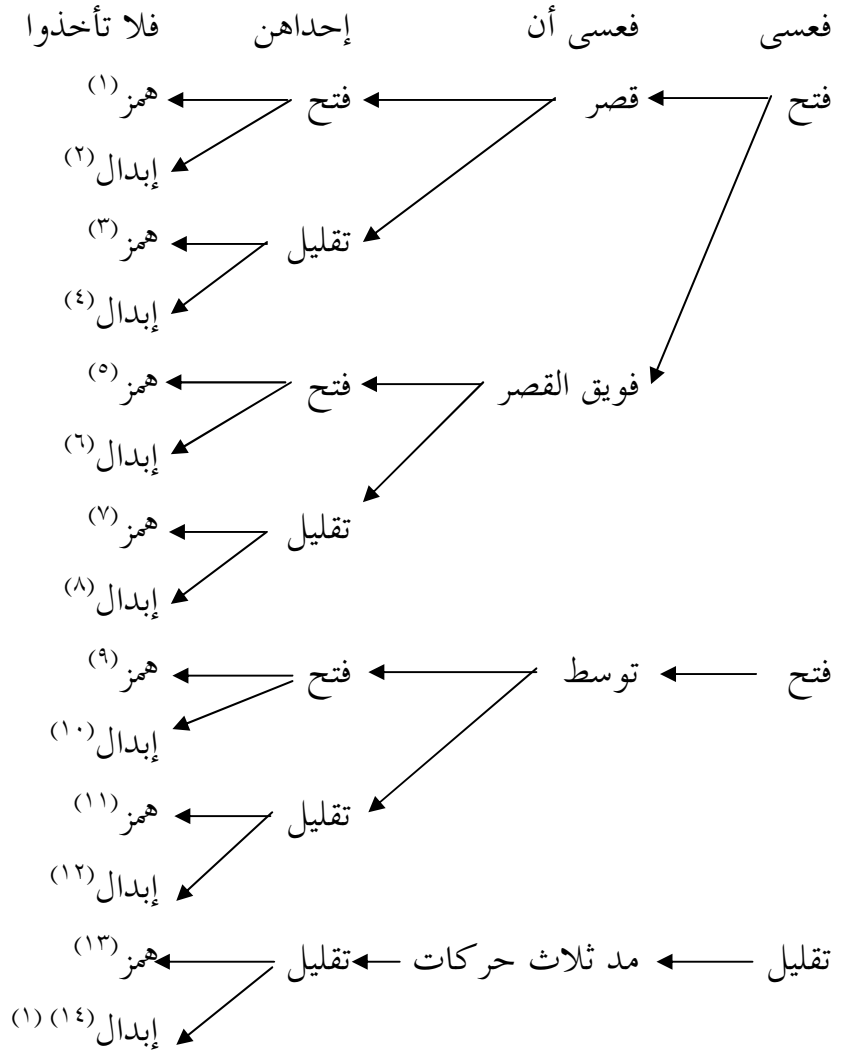 فعسى فعسى أن إحداهن فلا تأخذوا
فتح قصر فتح همز(١)
إبدال(٢)
تقليل همز(٣)
إبدال(٤)
فويق القصر فتح همز(٥)
إبدال(٦)
تقليل همز(٧)
إبدال(٨)
فتح توسط فتح همز(٩)
إبدال(١٠)
تقليل همز(١١)
إبدال(١٢)
تقليل مد ثلاث حركات تقليل همز(١٣)
إبدال(١٤)(١)